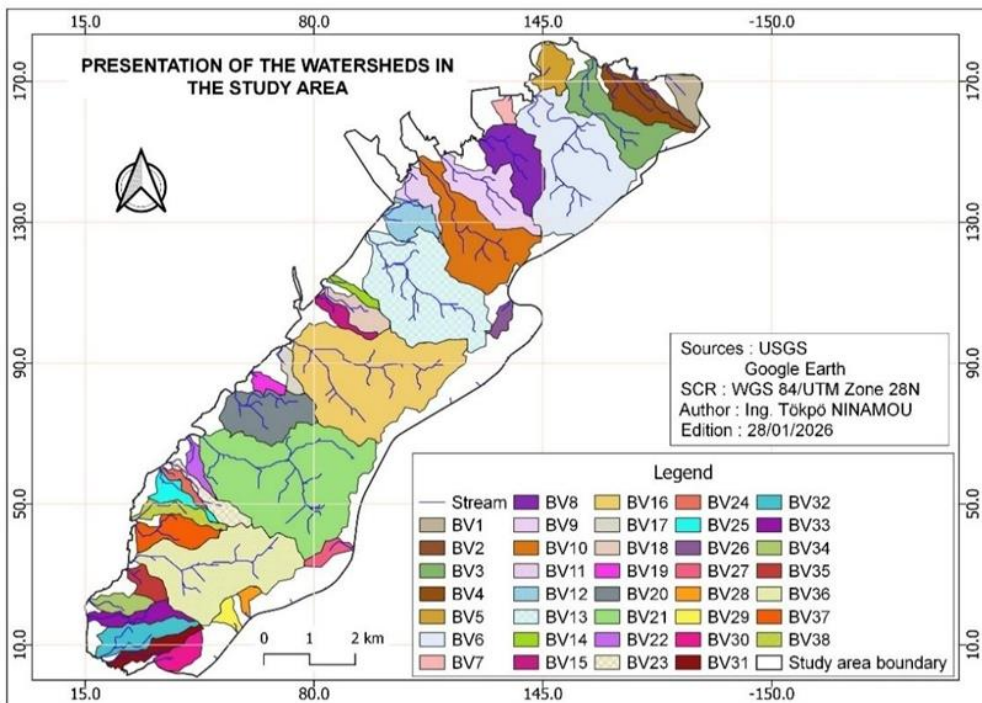 15.0 80.0 145.0 -150.0
PRESENTATION OF THE WATERSHEDS IN
THE STUDY AREA
170.0 170.0
130.0 130.0
90.0 90.0
50.0 50.0
10.0 10.0
Sources : USGS
Google Earth
SCR : WGS 84/UTM Zone 28N
Author : Ing. Tökpö NINAMOU
Edition : 28/01/2026
Legend
Stream BV8 BV16 BV24 BV32
BV1 BV9 BV17 BV25 BV33
BV2 BV10 BV18 BV26 BV34
BV3 BV11 BV19 BV27 BV35
BV4 BV12 BV20 BV28 BV36
BV5 BV13 BV21 BV29 BV37
BV6 BV14 BV22 BV30 BV38
BV7 BV15 BV23 BV31 Study area boundary
0 1 2 km
15.0 80.0 145.0 -150.0